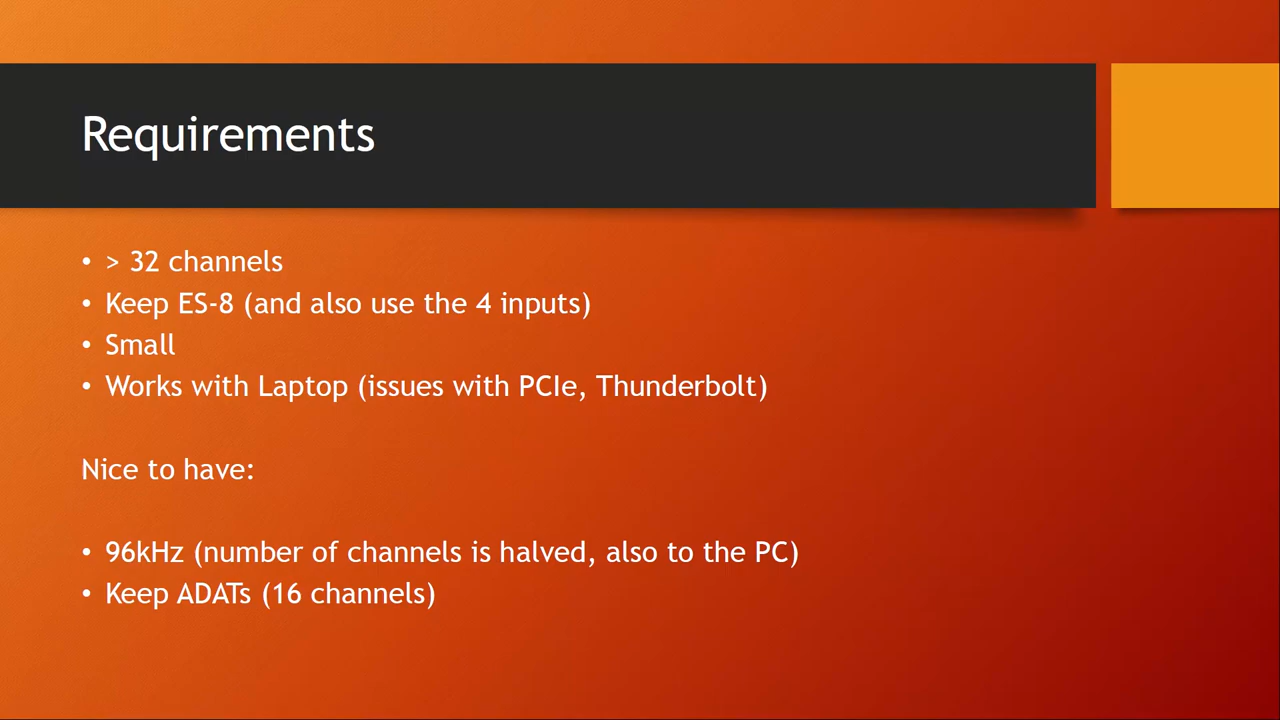 Requirements
• > 32 channels
• Keep ES-8 (and also use the 4 inputs)
• Small
• Works with Laptop (issues with PCIe, Thunderbolt)
Nice to have:
• 96kHz (number of channels is halved, also to the PC)
• Keep ADATs (16 channels)